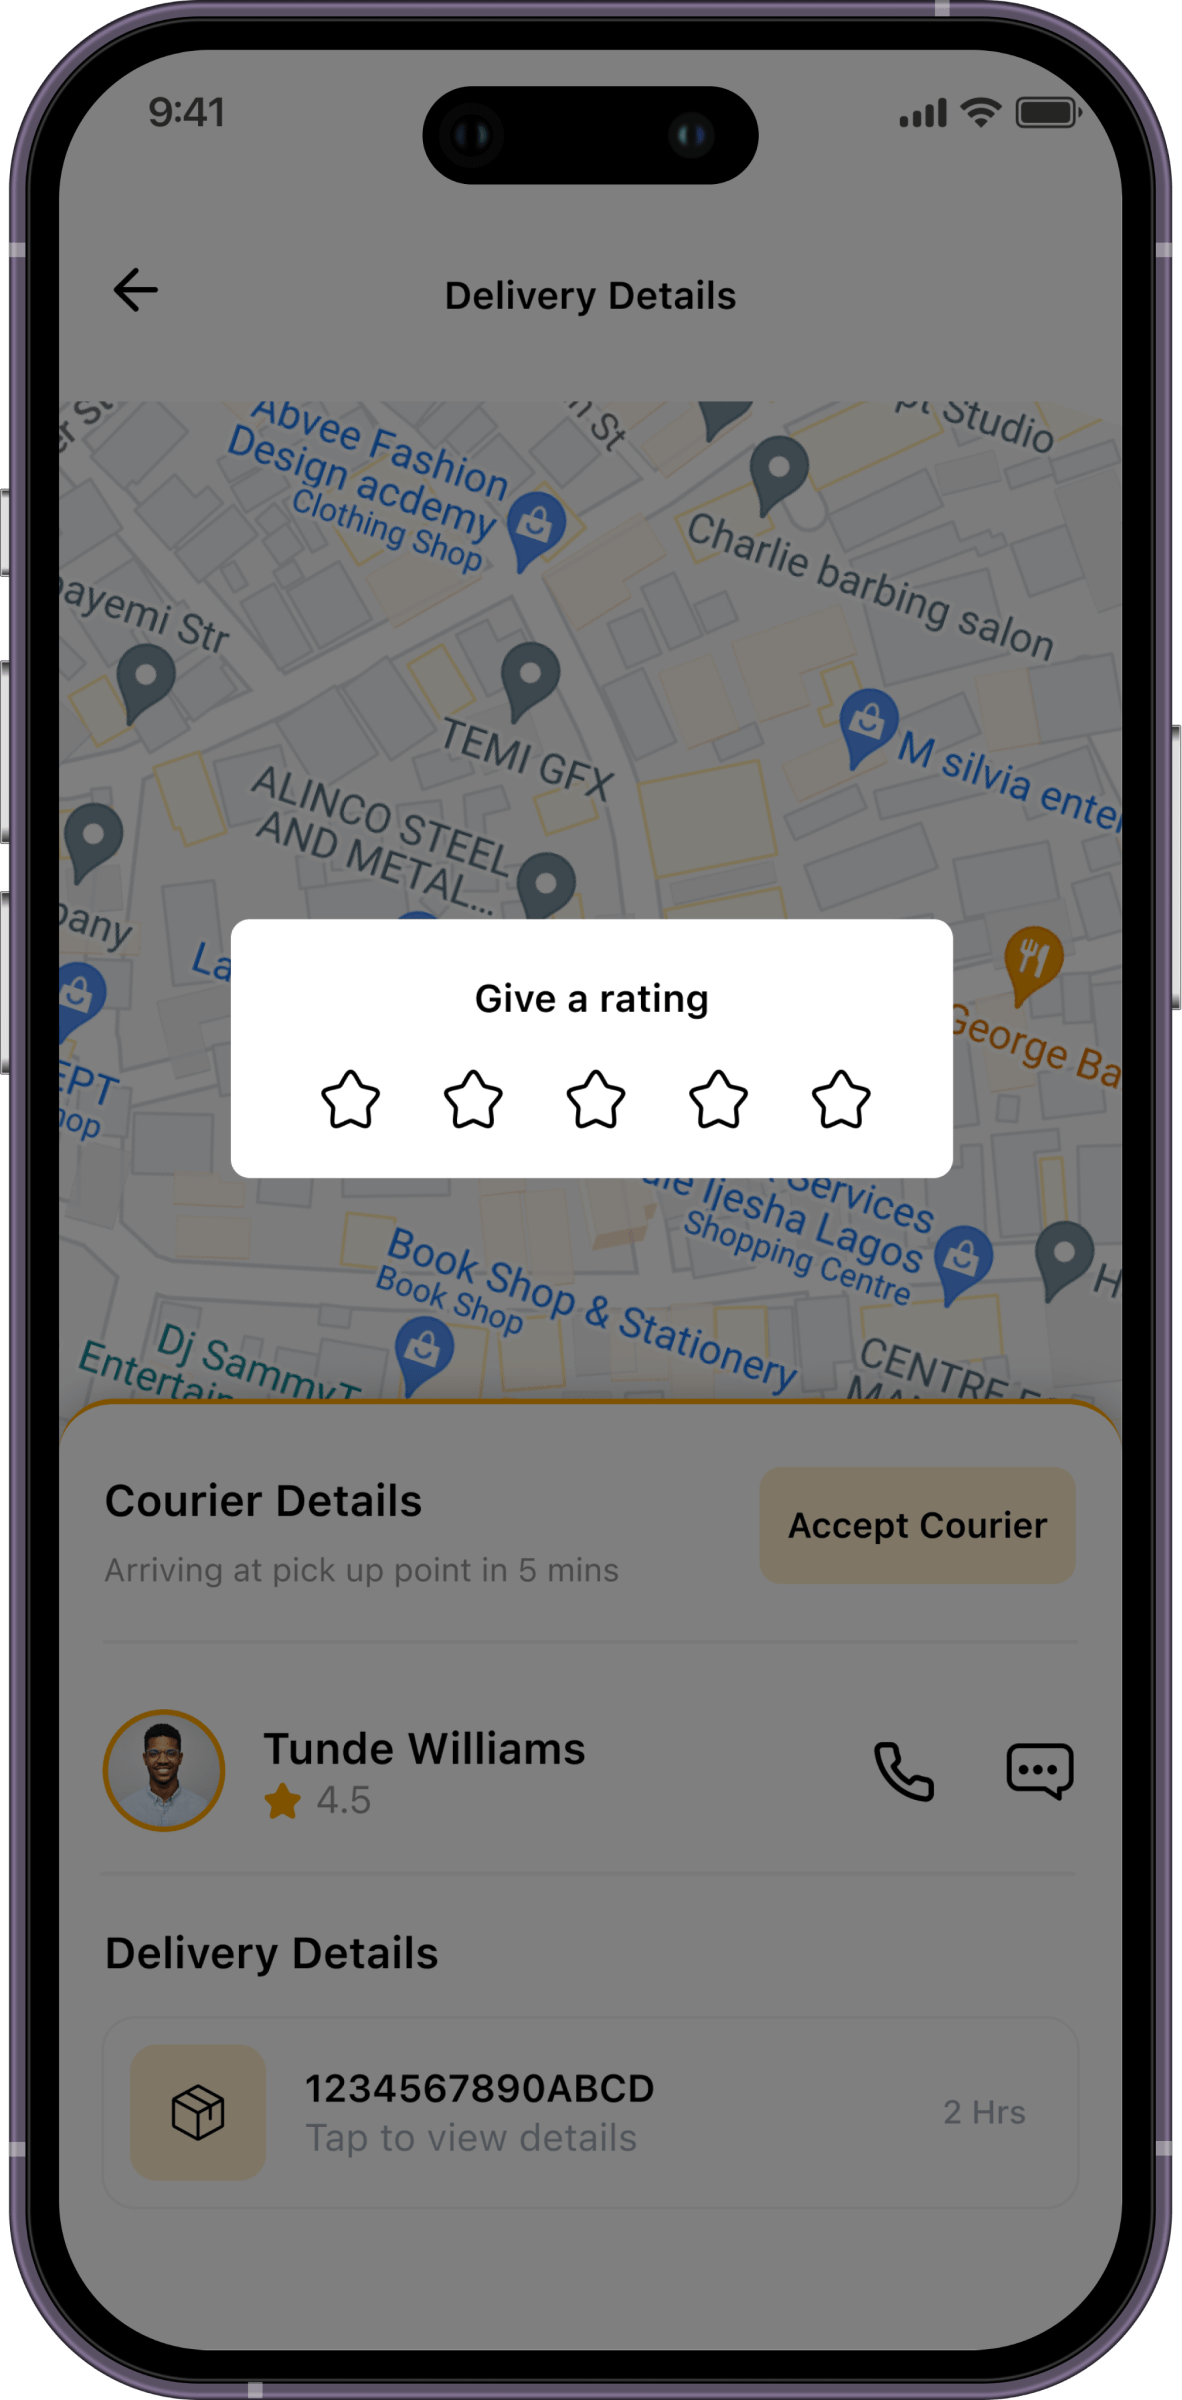 9:41
Delivery Details
Abvee Fashion
Design acdemy
Clothing Shop
St
Studio
Charlie barbing salon
ayemi Str
TEMI GFX
M silvia enter
ALINCO STEEL
AND METAL...
pany
La
George Ba
EPT
hop
Give a rating
Services
Ijesha Lagos
Shopping Centre
Book Shop & Stationery
Book Shop
H
Dj SammyT
Entertain
CENTRE
Courier Details
Accept Courier
Arriving at pick up point in 5 mins
Tunde Williams
4.5
Delivery Details
1234567890ABCD
Tap to view details
2 Hrs